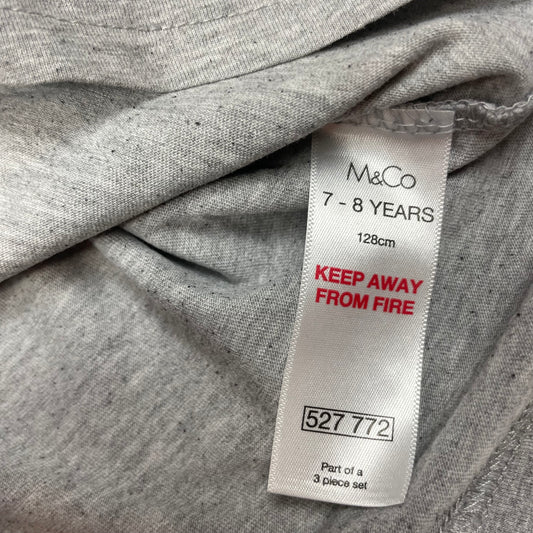 M&Co
7 - 8 YEARS
128cm
KEEP AWAY
FROM FIRE
527 772
Part of a
3 piece set